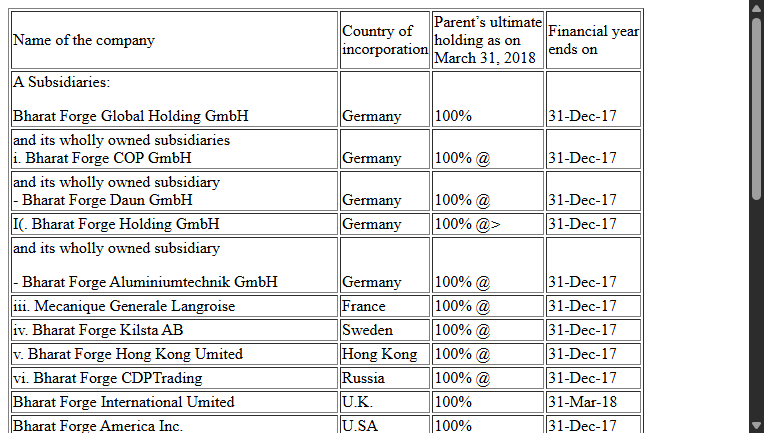 Name of the company Country of incorporation Parent's ultimate holding as on March 31, 2018 Financial year ends on
A Subsidiaries:
Bharat Forge Global Holding GmbH Germany 100% 31-Dec-17
and its wholly owned subsidiaries
i. Bharat Forge COP GmbH Germany 100% @ 31-Dec-17
and its wholly owned subsidiary
- Bharat Forge Daun GmbH Germany 100% @ 31-Dec-17
I(. Bharat Forge Holding GmbH Germany 100% @> 31-Dec-17
and its wholly owned subsidiary
- Bharat Forge Aluminiumtechnik GmbH Germany 100% @ 31-Dec-17
iii. Mecanique Generale Langroise France 100% @ 31-Dec-17
iv. Bharat Forge Kilsta AB Sweden 100% @ 31-Dec-17
v. Bharat Forge Hong Kong Umited Hong Kong 100% @ 31-Dec-17
vi. Bharat Forge CDPTrading Russia 100% @ 31-Dec-17
Bharat Forge International Umited U.K. 100% 31-Mar-18
Bharat Forge America Inc. U.SA 100% 31-Dec-17